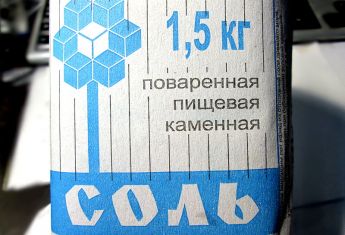 1,5 кг
поваренная
пищевая
каменная
СОЛЬ